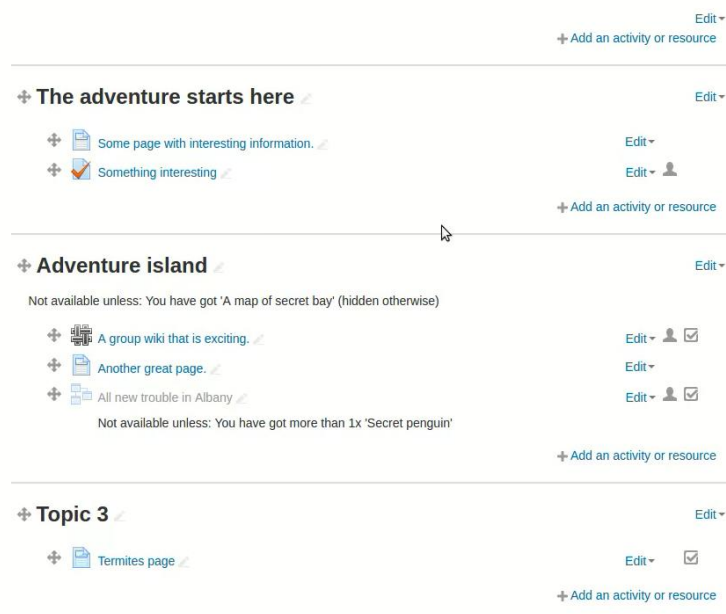 Edit
Add an activity or resource
The adventure starts here
Edit
Some page with interesting information.
Edit
Something interesting
Edit
Add an activity or resource
Adventure island
Edit
Not available unless: You have got 'A map of secret bay' (hidden otherwise)
A group wiki that is exciting.
Edit
Another great page.
Edit
All new trouble in Albany
Edit
Not available unless: You have got more than 1x 'Secret penguin'
Add an activity or resource
Topic 3
Edit
Termites page
Edit
Add an activity or resource